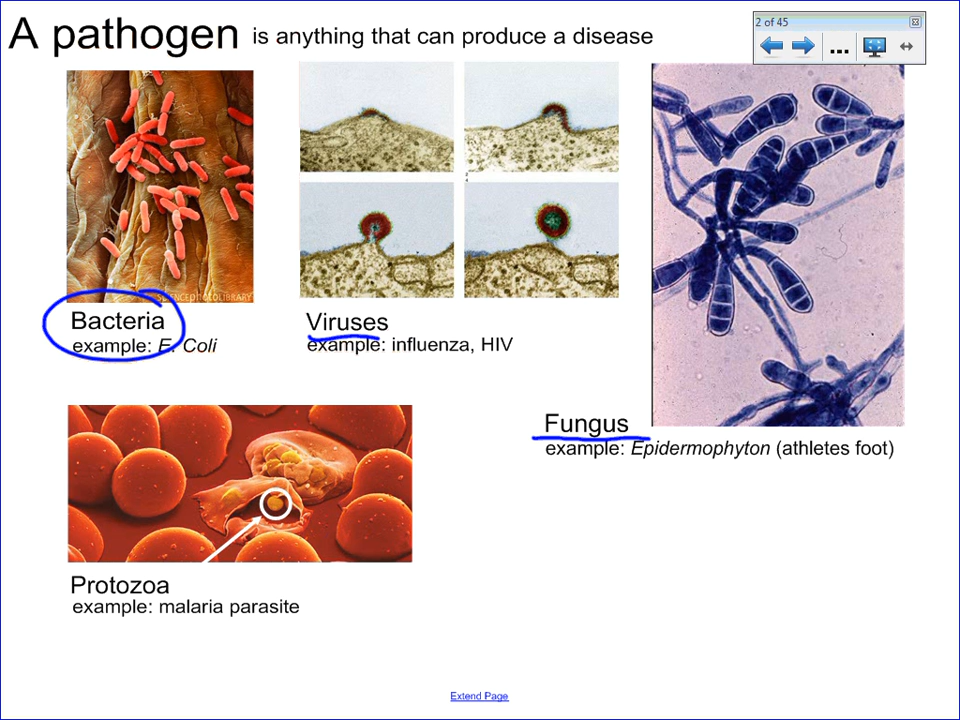 A pathogen is anything that can produce a disease
2 of 45
...
SCIENCEPHOTOLIBRARY
Bacteria
example: E. Coli
Viruses
example: influenza, HIV
Fungus
example: Epidermophyton (athletes foot)
Protozoa
example: malaria parasite
Extend Page